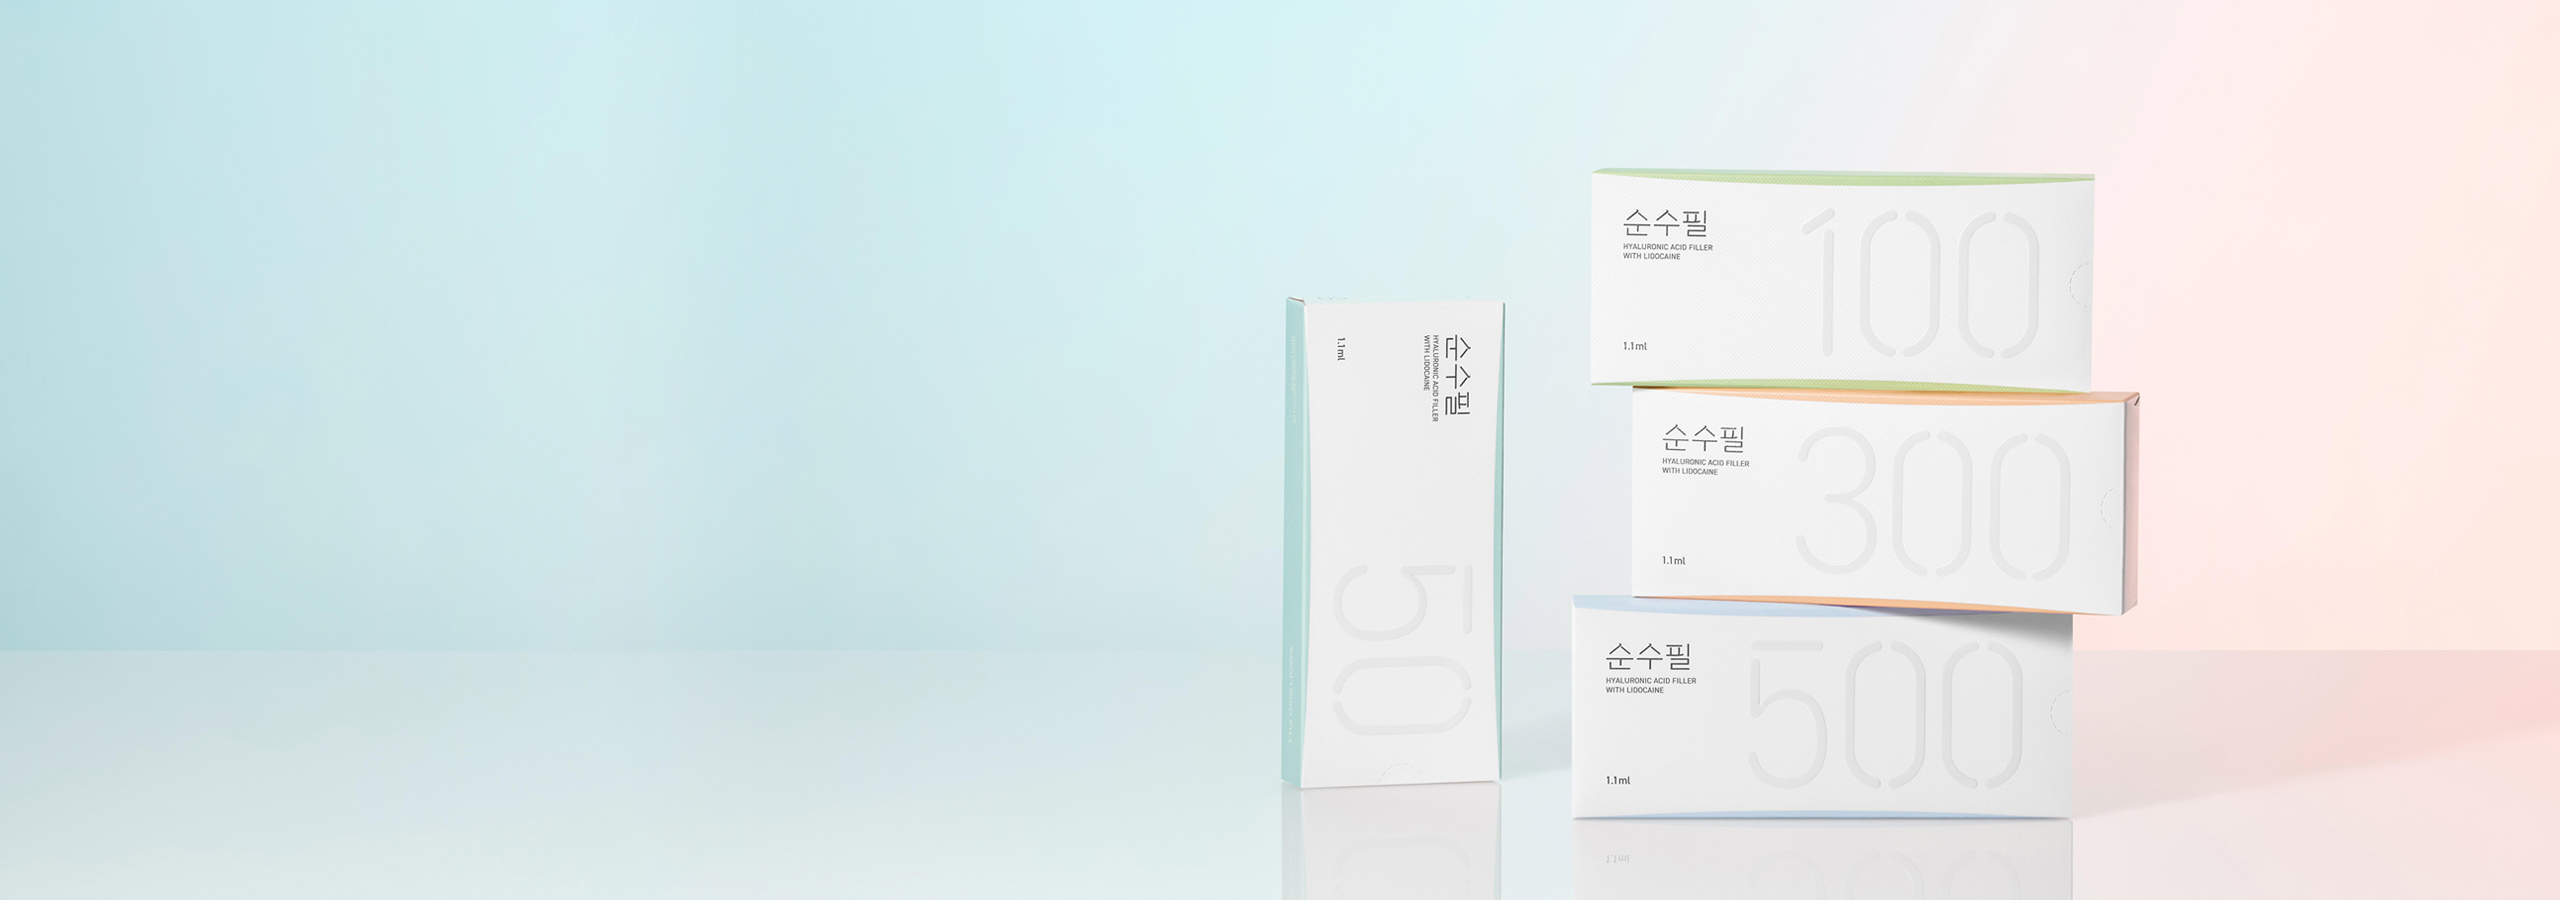 순수필
HYALURONIC ACID FILLER
WITH LIDOCAINE
1.1ml
50
순수필
HYALURONIC ACID FILLER
WITH LIDOCAINE
100
1.1ml
순수필
HYALURONIC ACID FILLER
WITH LIDOCAINE
300
1.1ml
순수필
HYALURONIC ACID FILLER
WITH LIDOCAINE
500
1.1ml